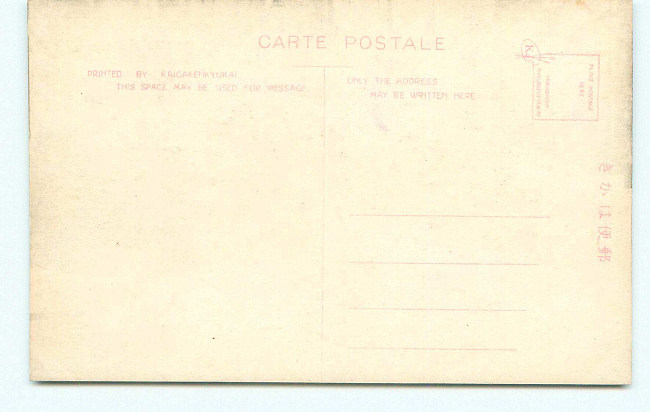 CARTE POSTALE
PRINTED BY KAIGAKENKYUKAI
THIS SPACE MAY BE USED FOR MESSAGE.
ONLY THE ADDRESS
MAY BE WRITTEN HERE
PLACE POSTAGE
HERE
きかは便郵